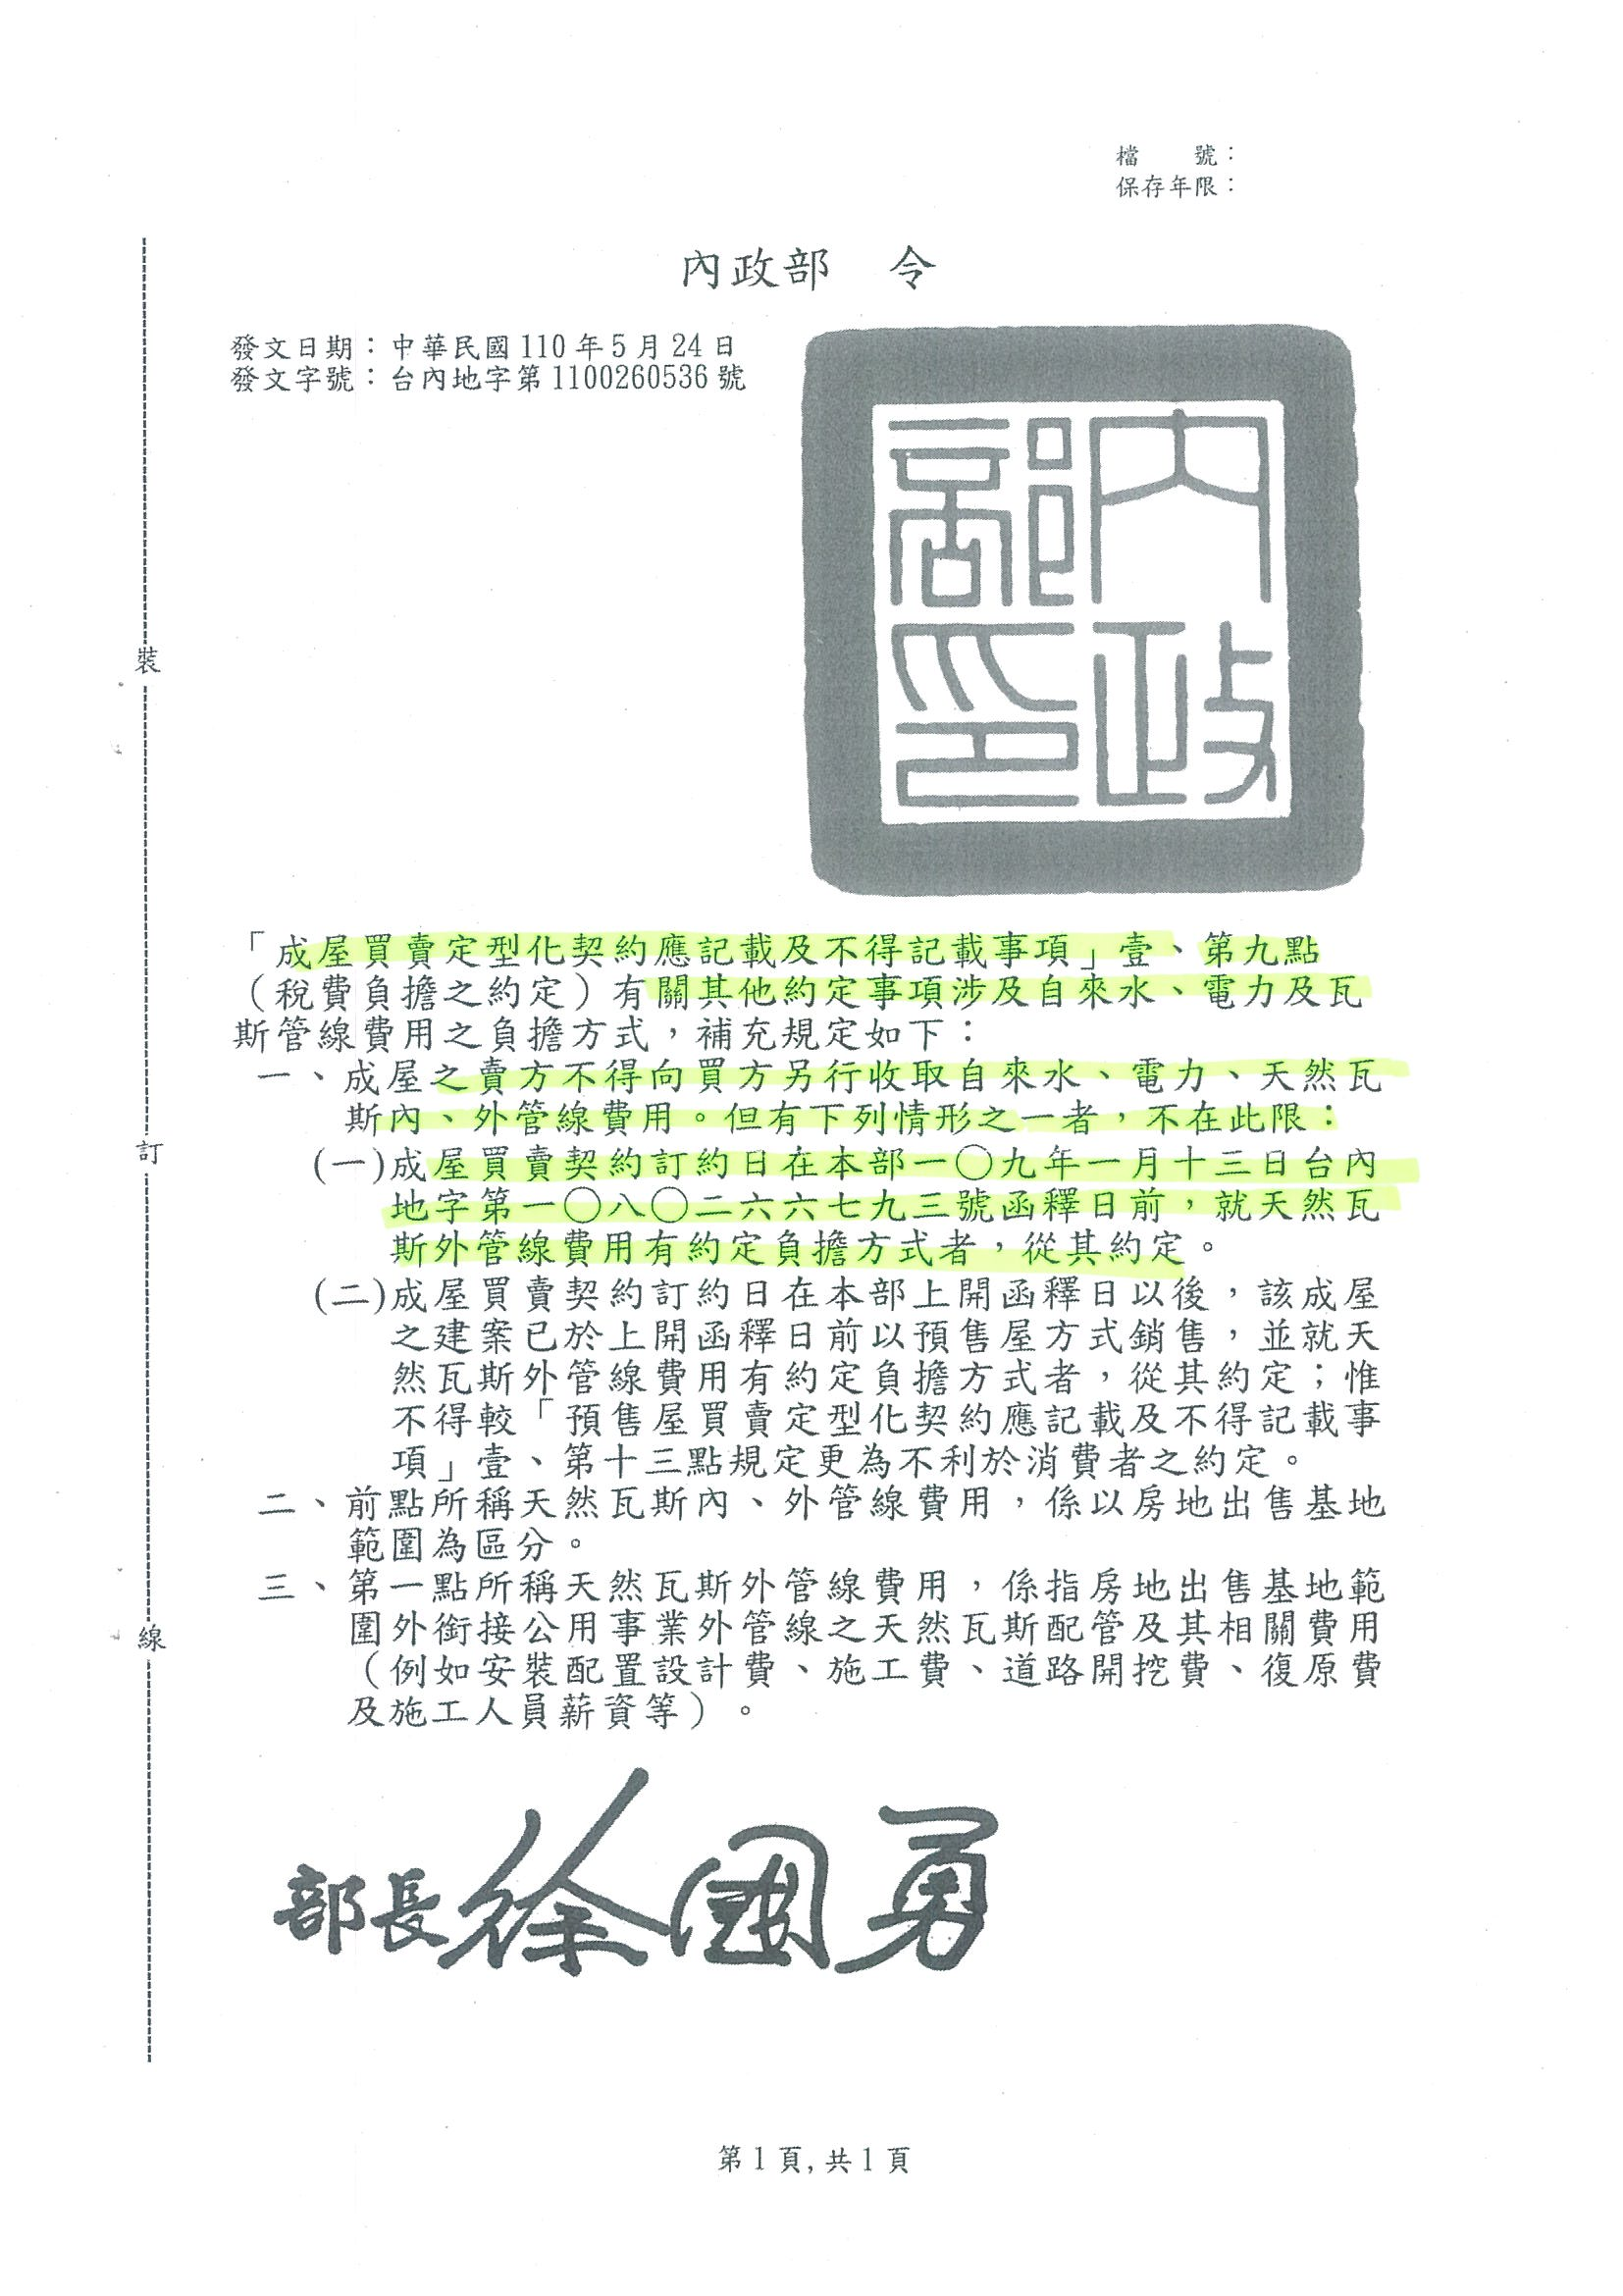 檔　　號：
保存年限：
內政部　令
發文日期：中華民國110年5月24日
發文字號：台內地字第1100260536號
內政部印
「成屋買賣定型化契約應記載及不得記載事項」壹、第九點
（稅費負擔之約定）有關其他約定事項涉及自來水、電力及瓦
斯管線費用之負擔方式，補充規定如下：
一、成屋之賣方不得向買方另行收取自來水、電力、天然瓦
斯內、外管線費用。但有下列情形之一者，不在此限：
(一)成屋買賣契約訂約日在本部一〇九年一月十三日台內
地字第一〇八〇二六六七九三號函釋日前，就天然瓦
斯外管線費用有約定負擔方式者，從其約定。
(二)成屋買賣契約訂約日在本部上開函釋日以後，該成屋
之建案已於上開函釋日前以預售屋方式銷售，並就天
然瓦斯外管線費用有約定負擔方式者，從其約定；惟
不得較「預售屋買賣定型化契約應記載及不得記載事
項」壹、第十三點規定更為不利於消費者之約定。
二、前點所稱天然瓦斯內、外管線費用，係以房地出售基地
範圍為區分。
三、第一點所稱天然瓦斯外管線費用，係指房地出售基地範
圍外銜接公用事業外管線之天然瓦斯配管及其相關費用
（例如安裝配置設計費、施工費、道路開挖費、復原費
及施工人員薪資等）。
部長徐國勇
裝
訂
線
第1頁,共1頁